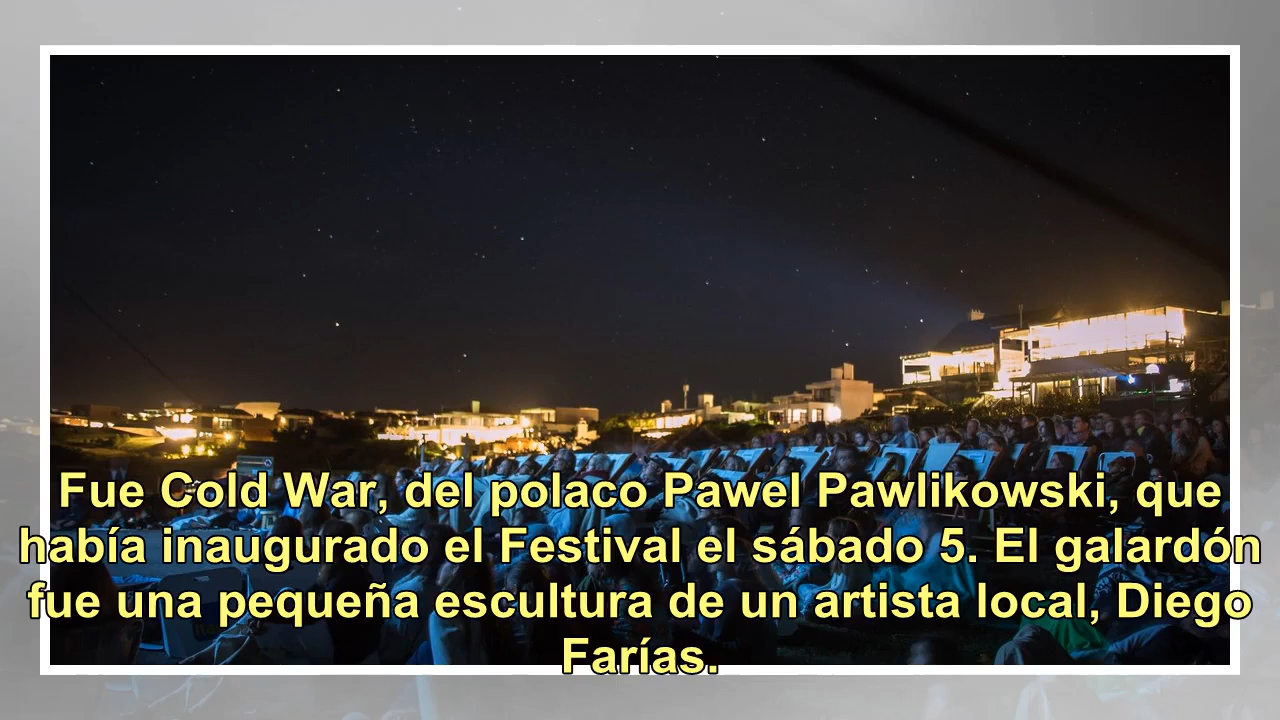 Fue Cold War, del polaco Pawel Pawlikowski, que
había inaugurado el Festival el sábado 5. El galardón
fue una pequeña escultura de un artista local, Diego
Farías.